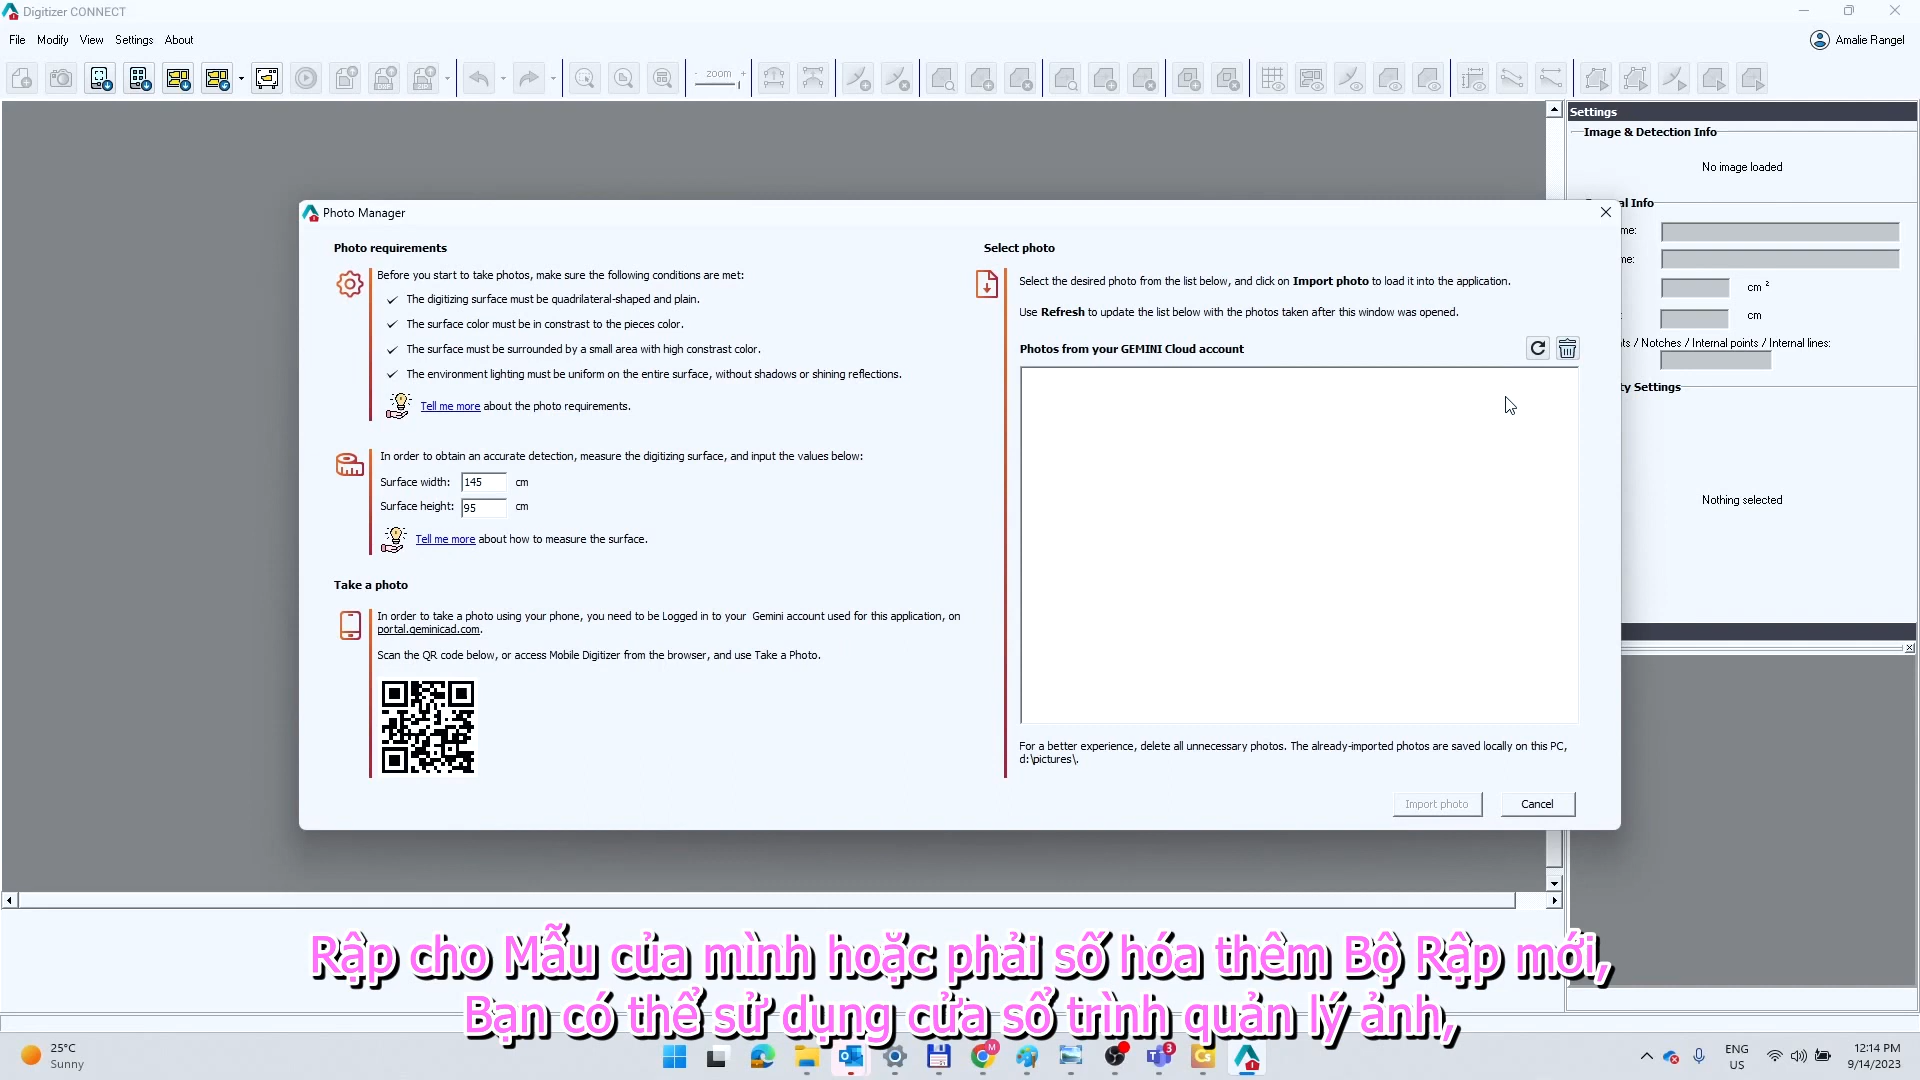 Digitizer CONNECT
File Modify View Settings About
Amalie Rangel
- zoom +
Settings
Image & Detection Info
No image loaded
Photo Manager
Photo requirements
Before you start to take photos, make sure the following conditions are met:
The digitizing surface must be quadrilateral-shaped and plain.
The surface color must be in constrast to the pieces color.
The surface must be surrounded by a small area with high constrast color.
The environment lighting must be uniform on the entire surface, without shadows or shining reflections.
Tell me more about the photo requirements.
In order to obtain an accurate detection, measure the digitizing surface, and input the values below:
Surface width: 145 cm
Surface height: 95 cm
Tell me more about how to measure the surface.
Take a photo
In order to take a photo using your phone, you need to be Logged in to your Gemini account used for this application, on
portal.geminicad.com.
Scan the QR code below, or access Mobile Digitizer from the browser, and use Take a Photo.
Select photo
Select the desired photo from the list below, and click on Import photo to load it into the application.
Use Refresh to update the list below with the photos taken after this window was opened.
Photos from your GEMINI Cloud account
For a better experience, delete all unnecessary photos. The already-imported photos are saved locally on this PC,
d:\pictures\.
Import photo Cancel
Info
cm ²
cm
/ Notches / Internal points / Internal lines:
Settings
Nothing selected
Rập cho Mẫu của mình hoặc phải số hóa thêm Bộ Rập mới,
Bạn có thể sử dụng cửa sổ trình quản lý ảnh,
25°C
Sunny
ENG
US
12:14 PM
9/14/2023